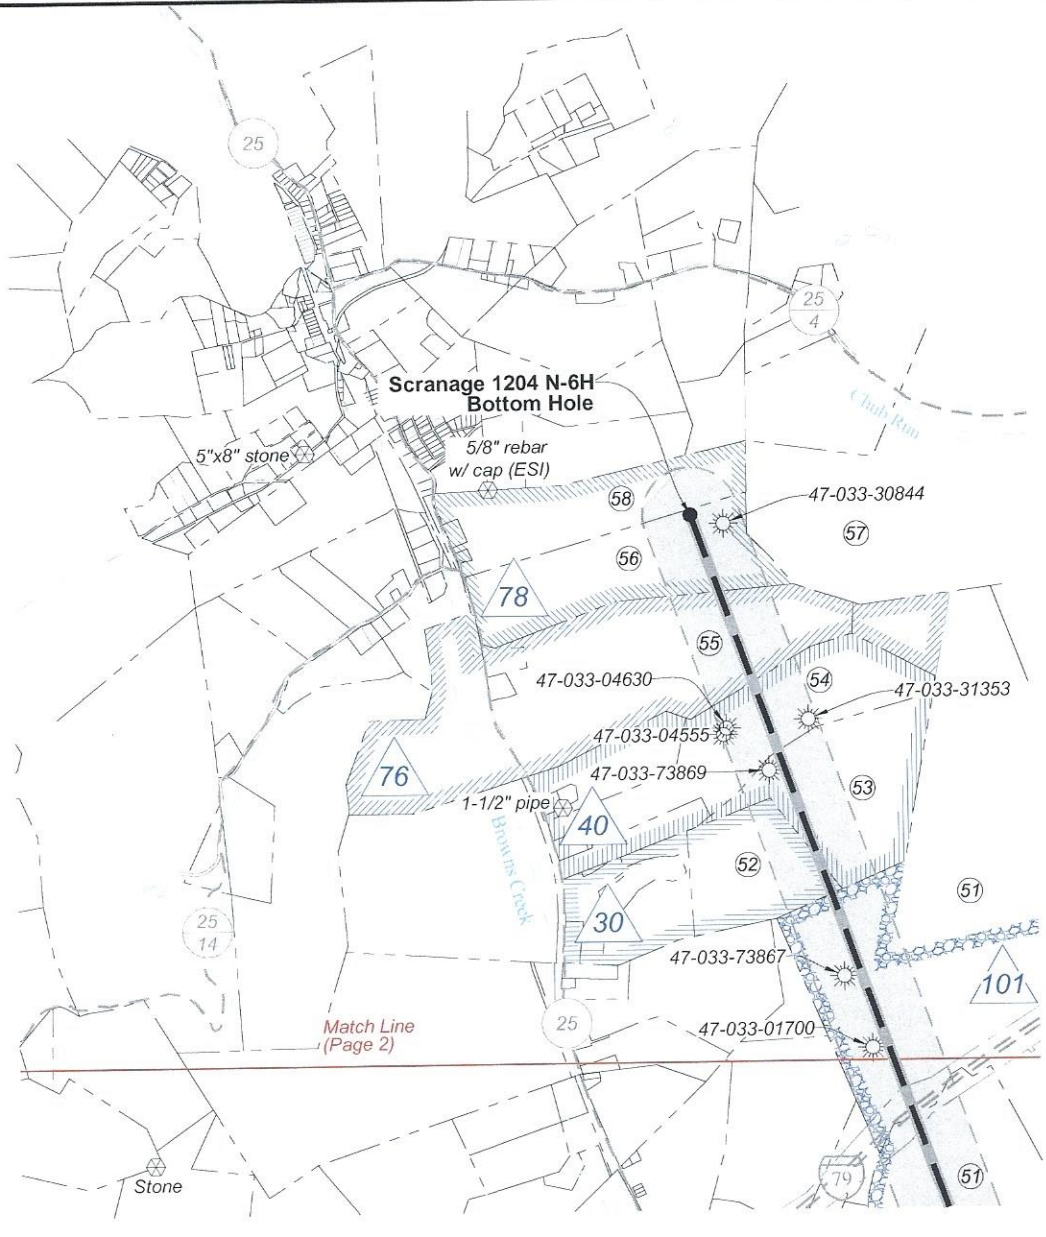 25
25
4
Scranage 1204 N-6H
Bottom Hole
Chub Run
5"x8" stone
5/8" rebar
w/ cap (ESI)
58
47-033-30844
57
56
78
55
47-033-04630
54
47-033-31353
47-033-04555
47-033-73869
76
53
1-1/2" pipe
40
Browns Creek
52
51
30
25
14
47-033-73867
101
Match Line
(Page 2)
25
47-033-01700
79
51
Stone